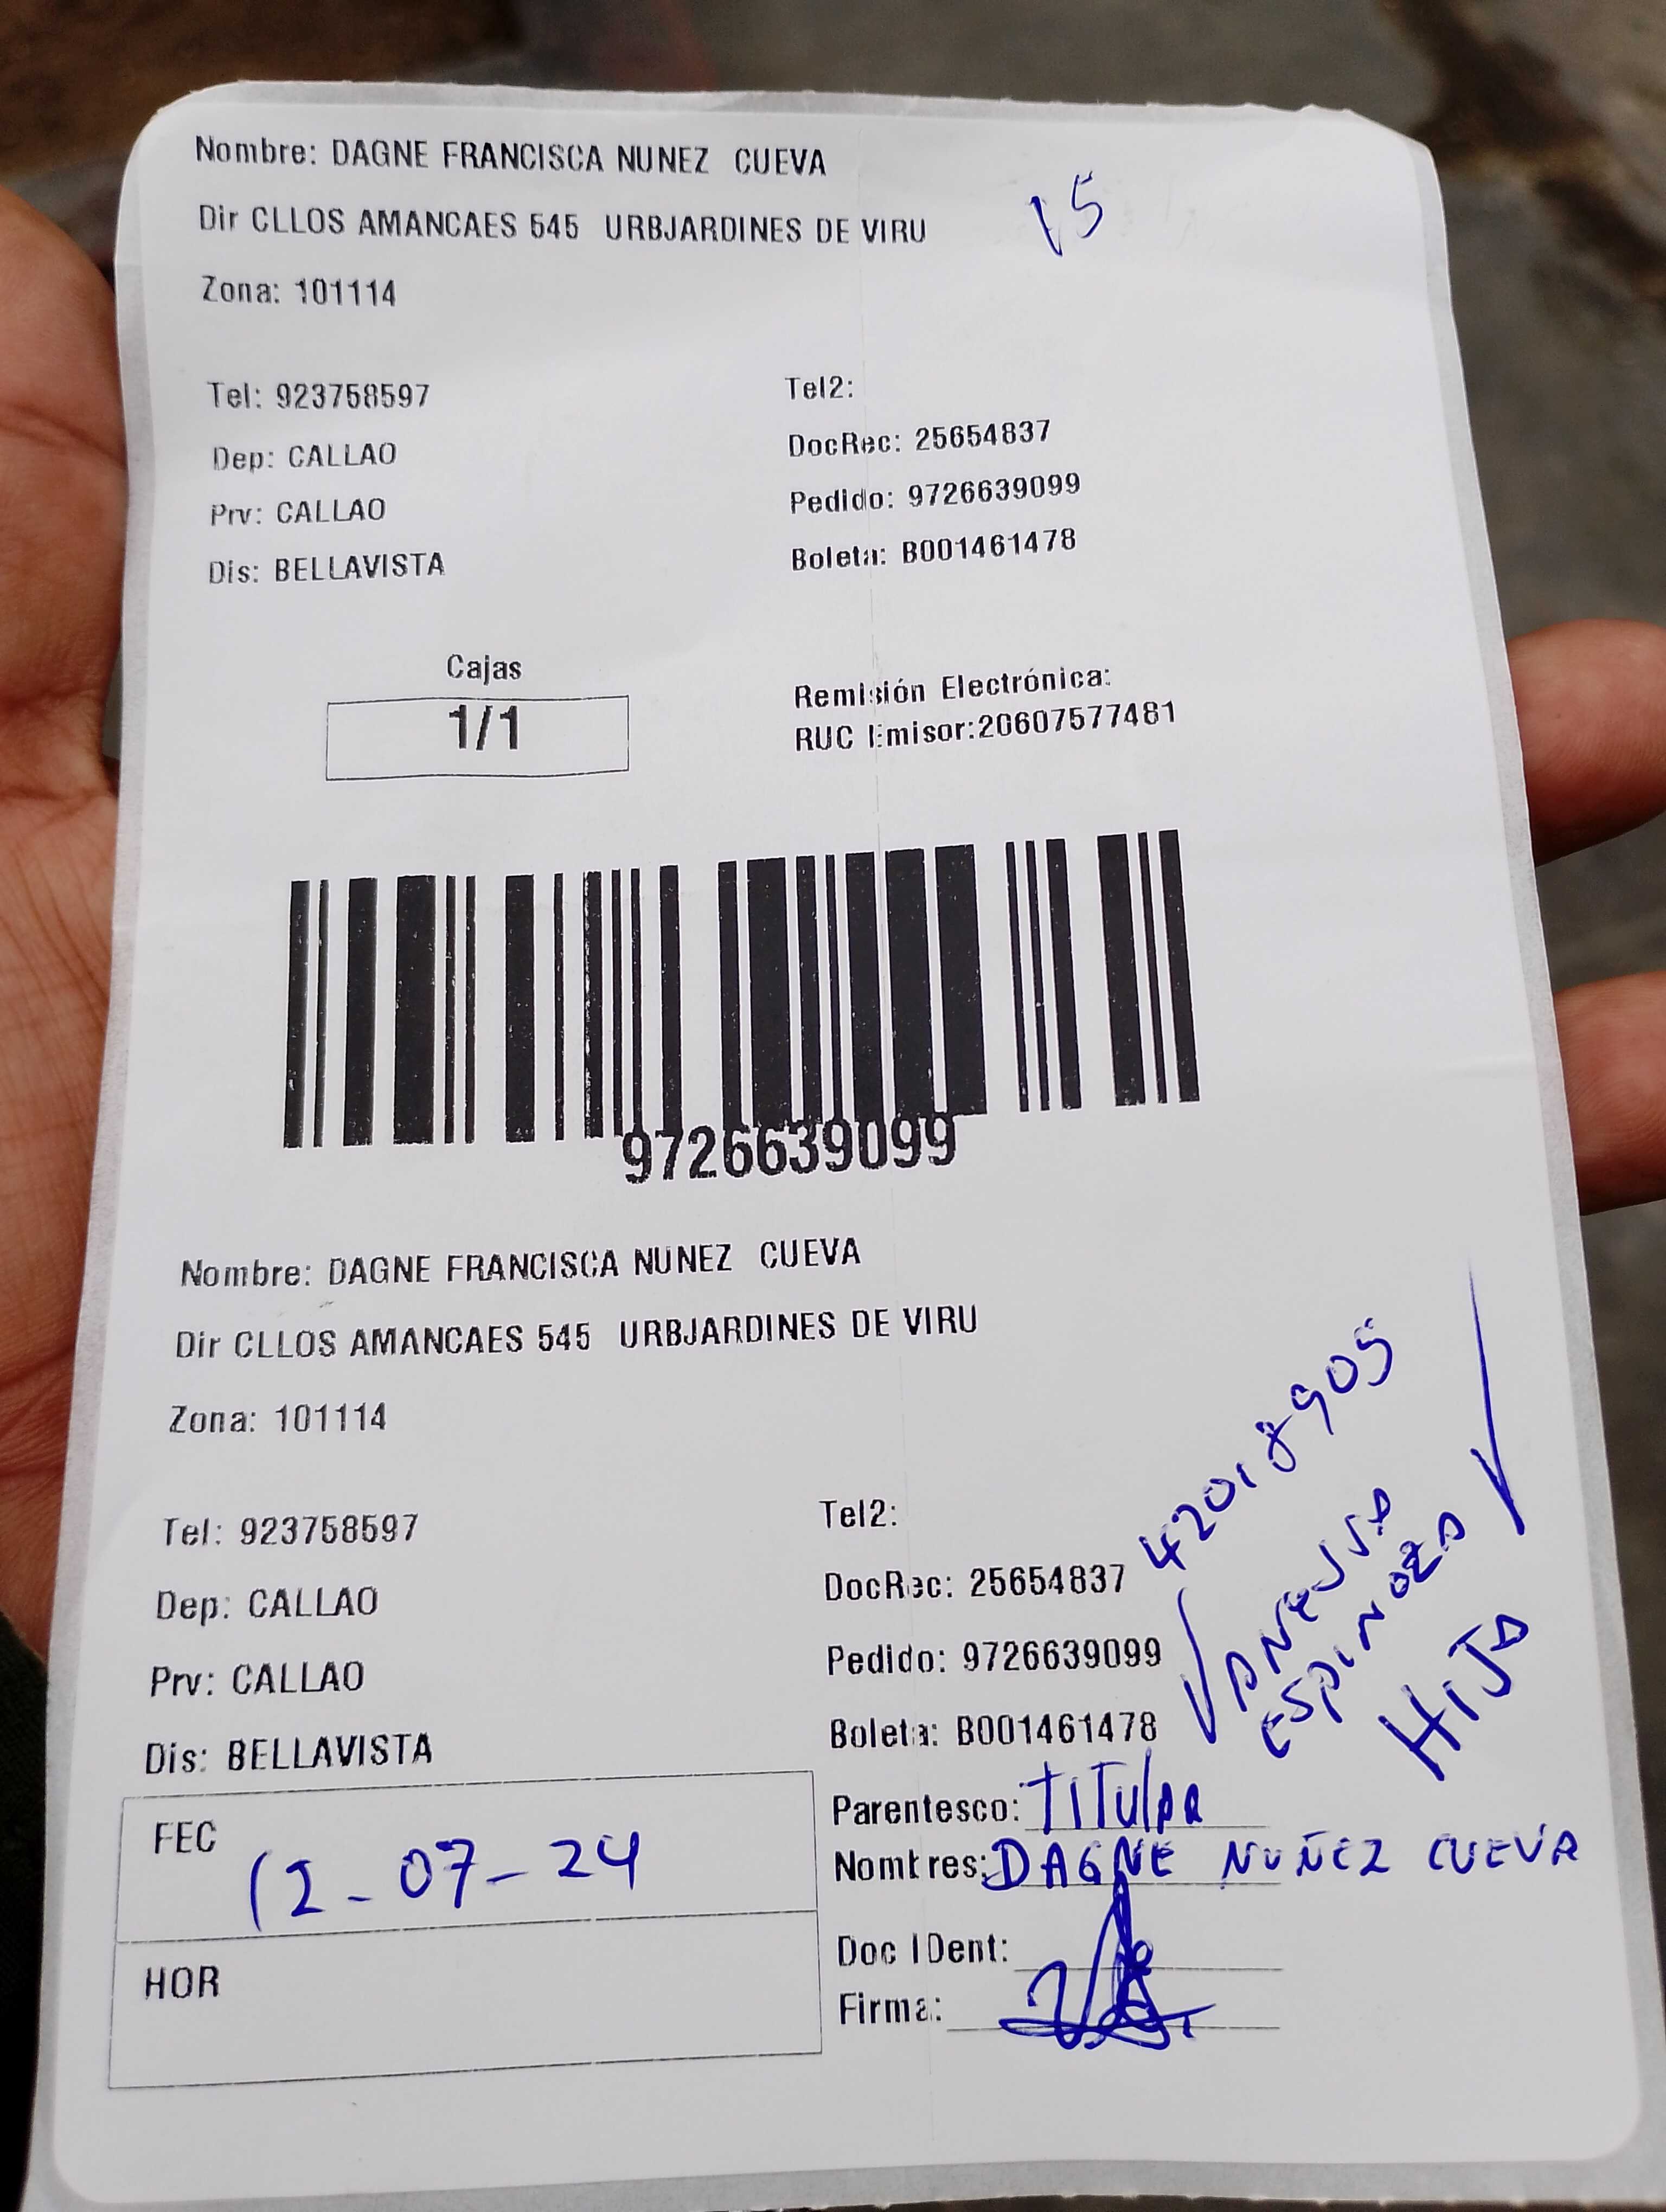 Nombre: DAGNE FRANCISCA NUNEZ CUEVA
Dir CLLOS AMANCAES 545 URBJARDINES DE VIRU
15
Zona: 101114
Tel: 923758597
Tel2:
Dep: CALLAO
DocRec: 25654837
Prv: CALLAO
Pedido: 9726639099
Dis: BELLAVISTA
Boleta: B001461478
Cajas
1/1
Remisión Electrónica:
RUC Emisor:20607577481
9726639099
Nombre: DAGNE FRANCISCA NUNEZ CUEVA
Dir CLLOS AMANCAES 545 URBJARDINES DE VIRU
Zona: 101114
Tel: 923758597
Tel2:
Dep: CALLAO
DocRec: 25654837
Prv: CALLAO
Pedido: 9726639099
Dis: BELLAVISTA
Boleta: B001461478
42018905
ESPINOZA
HIJA
FEC 12-07-24
HOR
Parentesco: TITULAR
Nombres: DAGNE NUÑEZ CUEVA
Doc IDent:
Firma: